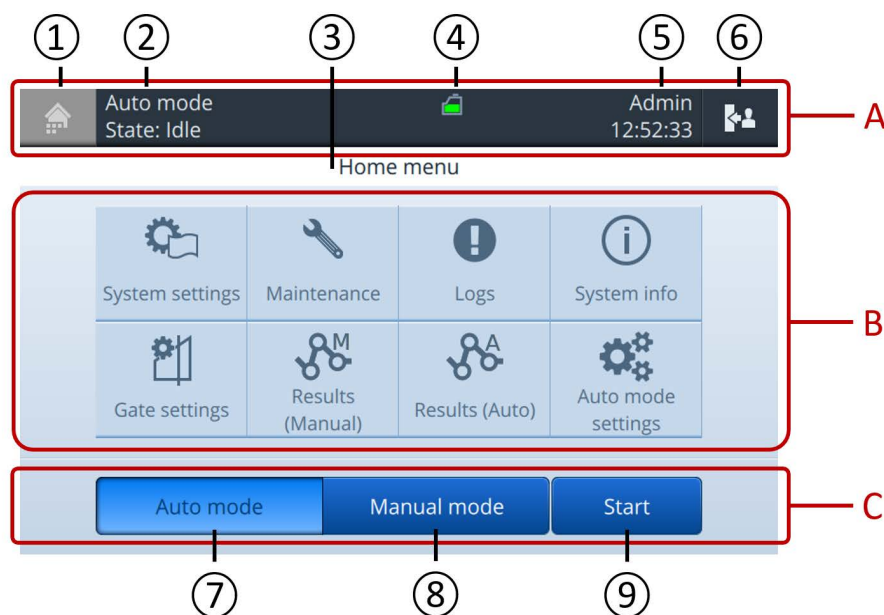 1 2 3 4 5 6
Auto mode Admin
State: Idle 12:52:33
A
Home menu
System settings Maintenance Logs System info
B
M A
Gate settings Results (Manual) Results (Auto) Auto mode settings
Auto mode Manual mode Start
C
7 8 9